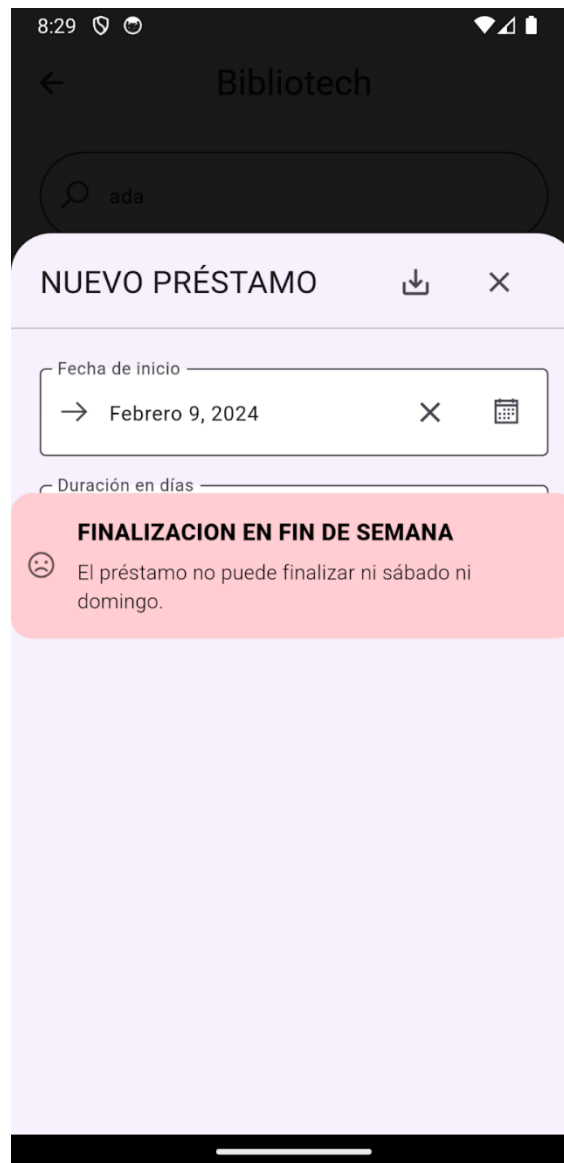 8:29
Bibliotech
ada
NUEVO PRÉSTAMO
Fecha de inicio
Febrero 9, 2024
Duración en días
FINALIZACION EN FIN DE SEMANA
El préstamo no puede finalizar ni sábado ni
domingo.